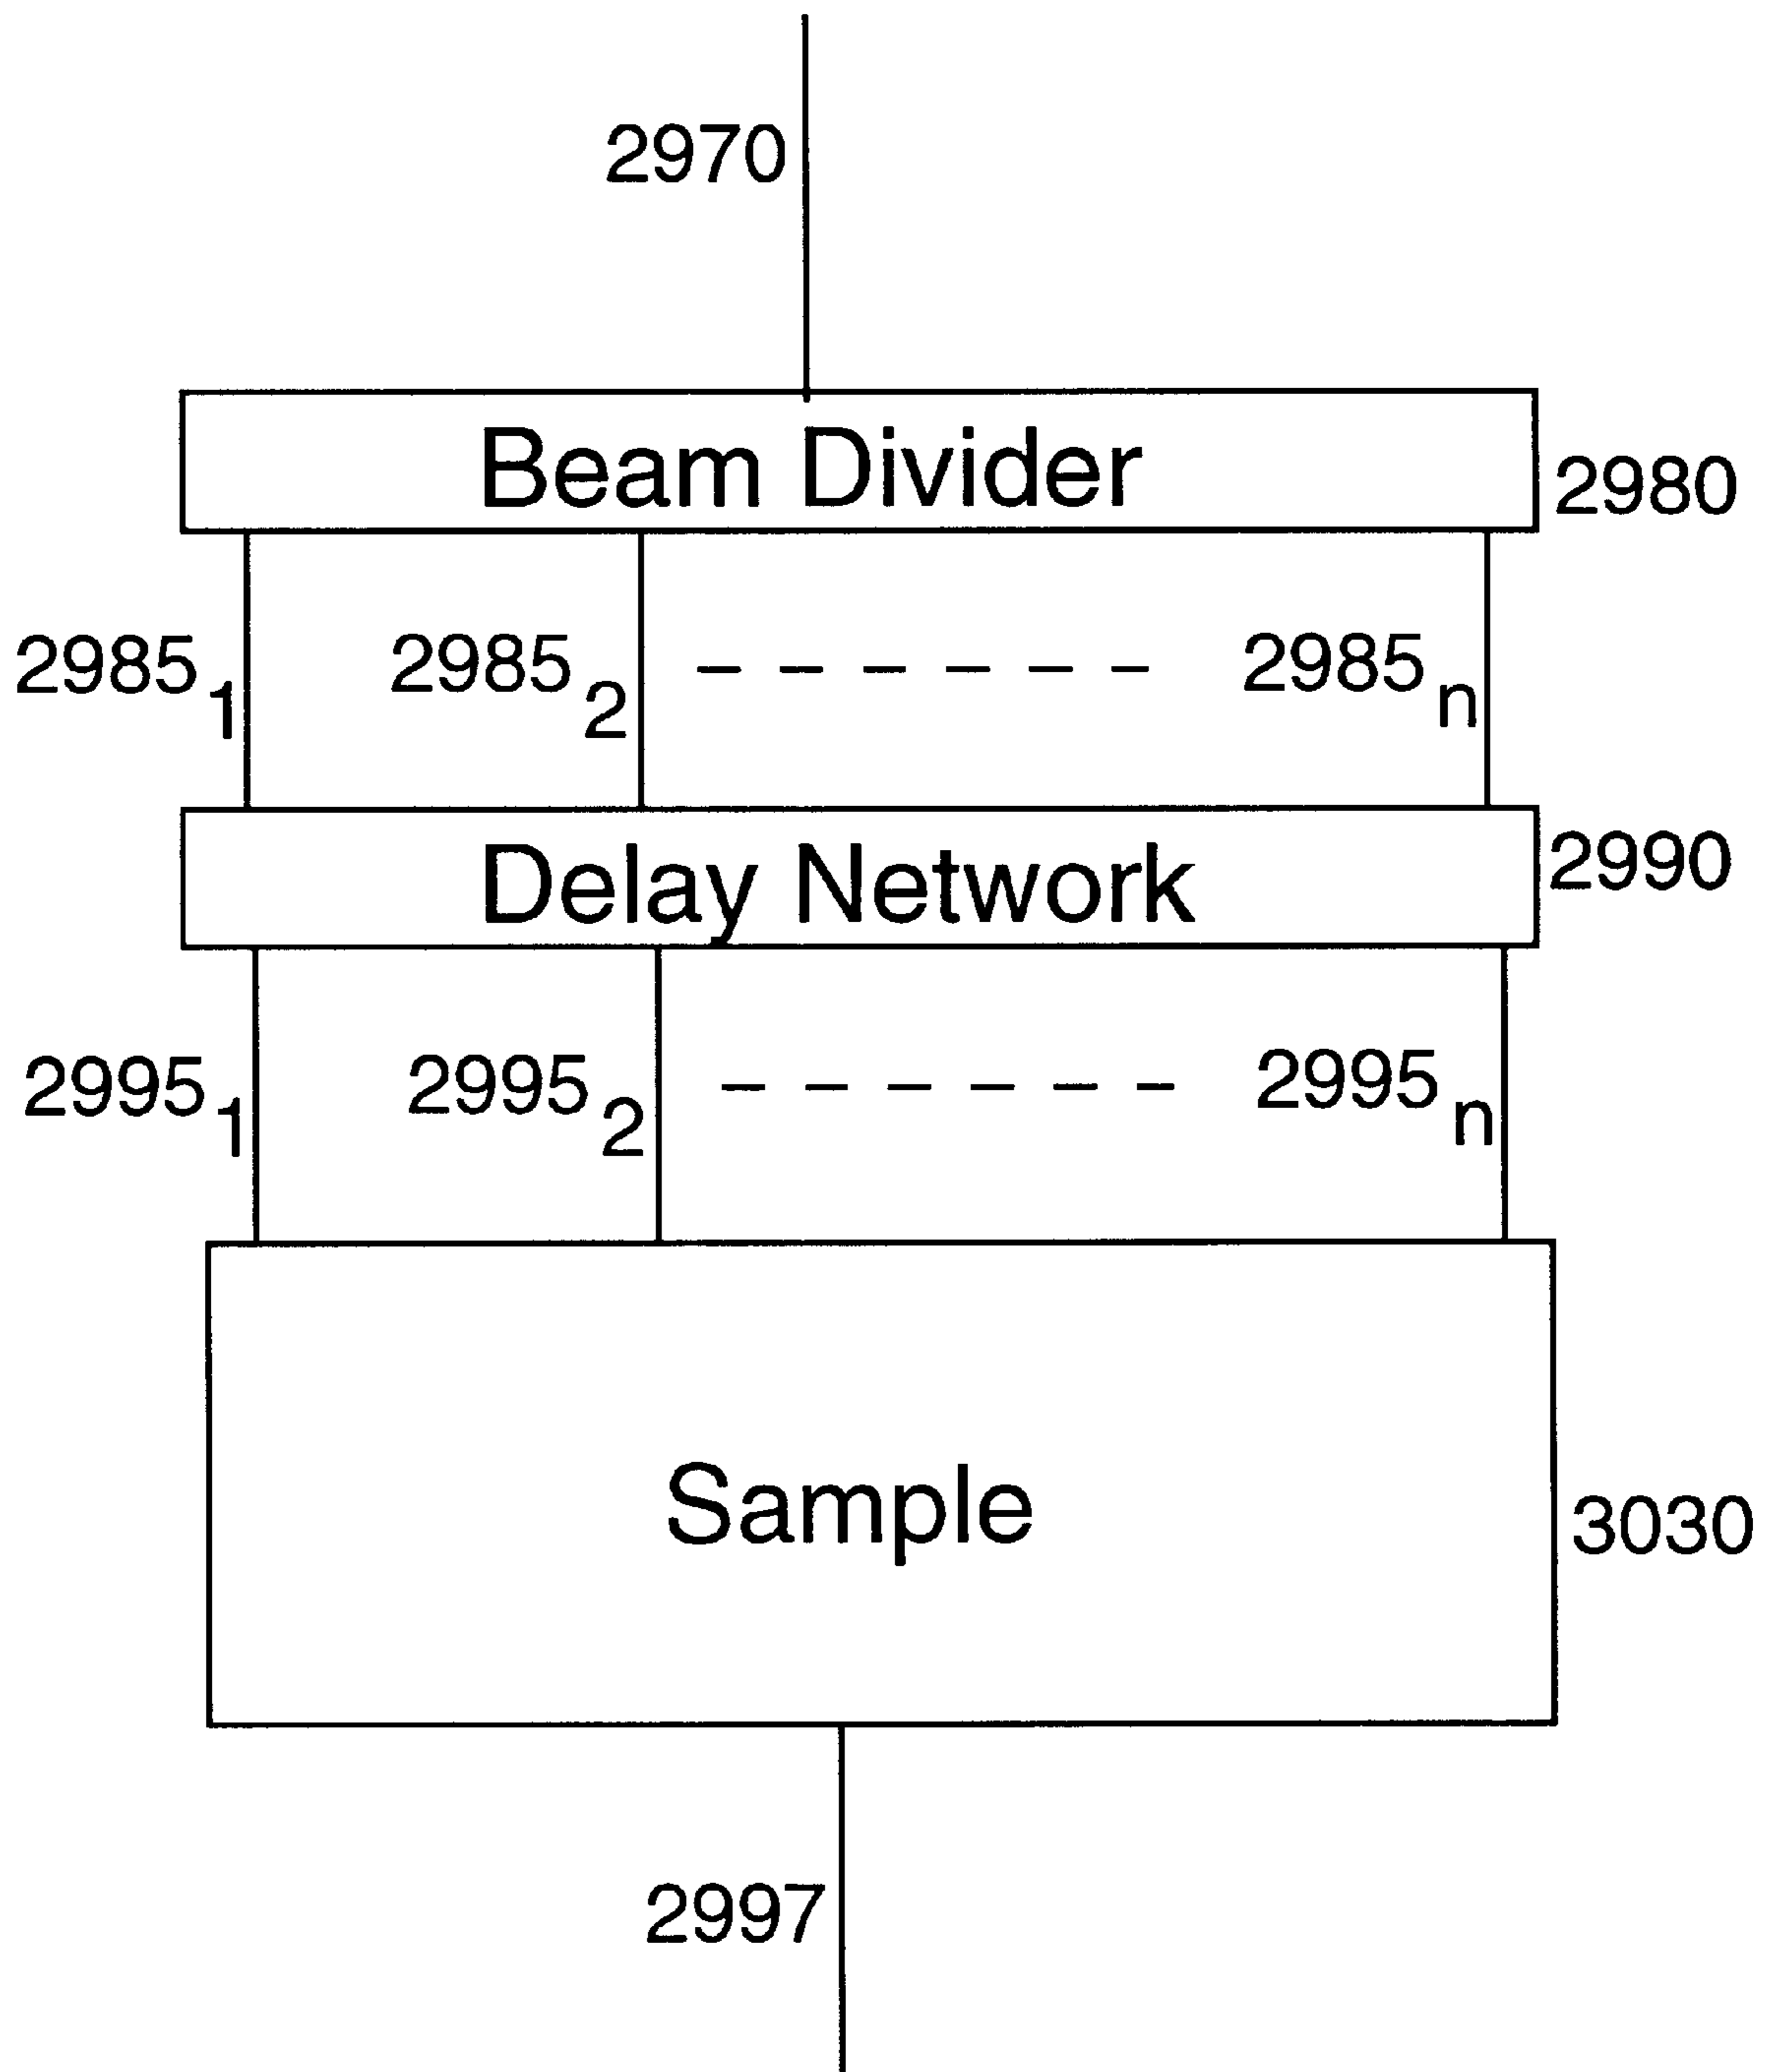 2970
Beam Divider
2980
2985₁ 2985₂ – – – – – – 2985ₙ
Delay Network
2990
2995₁ 2995₂ – – – – – – 2995ₙ
Sample
3030
2997